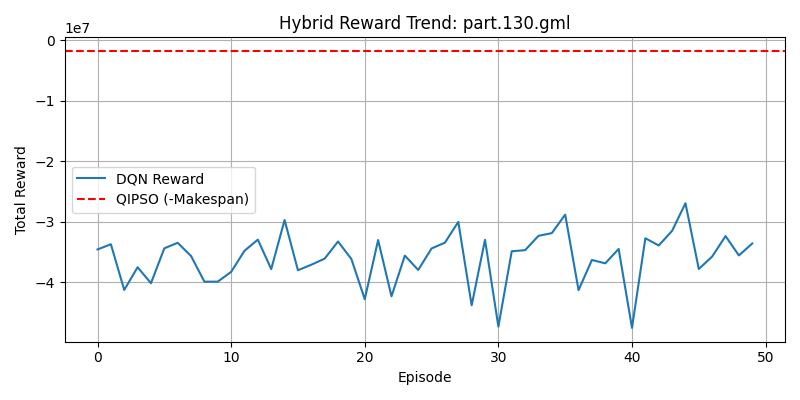 Hybrid Reward Trend: part.130.gml
1e7
0
−1
−2
−3
−4
Total Reward
DQN Reward
QIPSO (-Makespan)
0 10 20 30 40 50
Episode